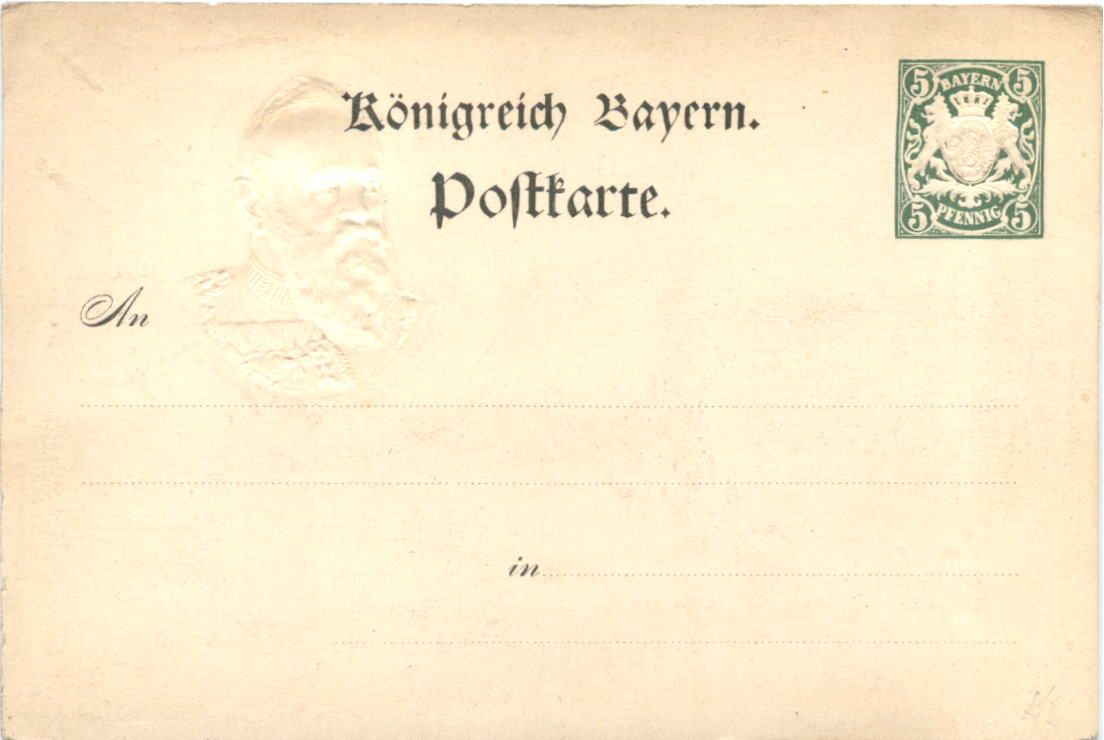 Königreich Bayern.
Postkarte.
5 BAYERN 5
5 PFENNIG 5
An
in